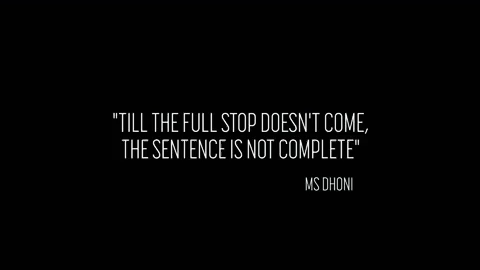 "TILL THE FULL STOP DOESN'T COME,
THE SENTENCE IS NOT COMPLETE"
MS DHONI